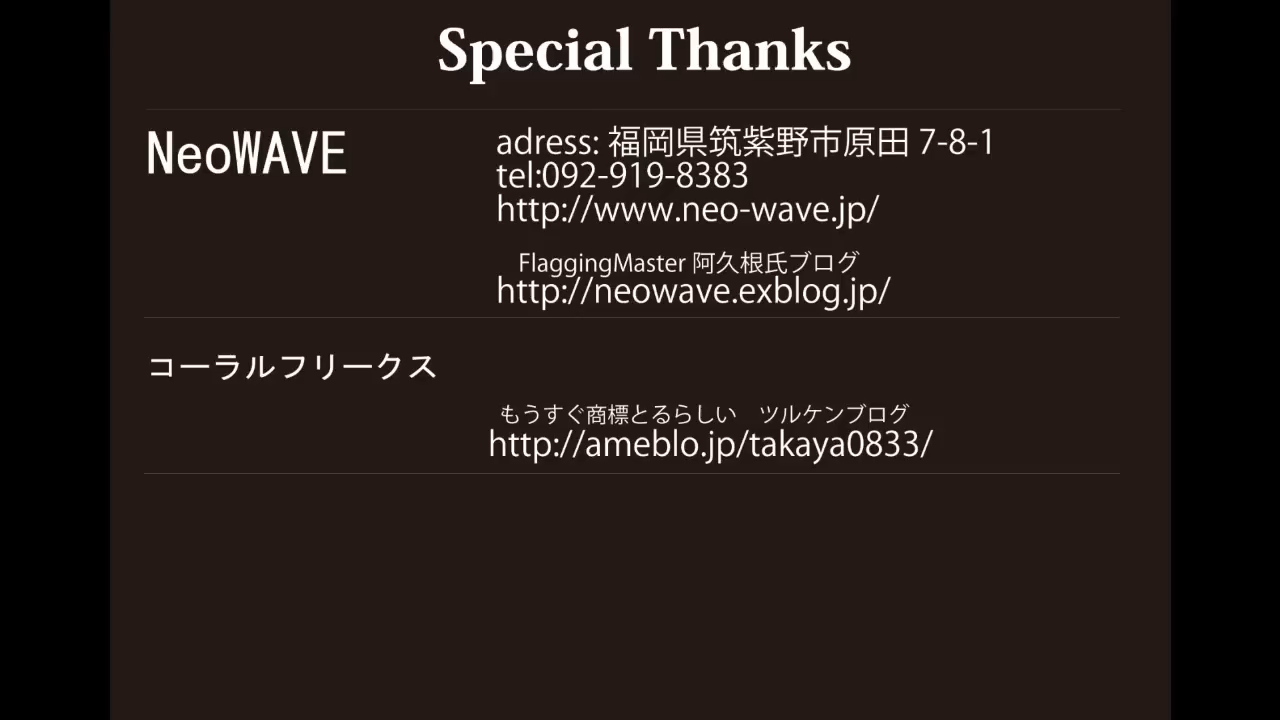 Special Thanks
NeoWAVE
adress: 福岡県筑紫野市原田 7-8-1
tel:092-919-8383
http://www.neo-wave.jp/
FlaggingMaster 阿久根氏ブログ
http://neowave.exblog.jp/
コーラルフリークス
もうすぐ商標とるらしい　ツルケンブログ
http://ameblo.jp/takaya0833/